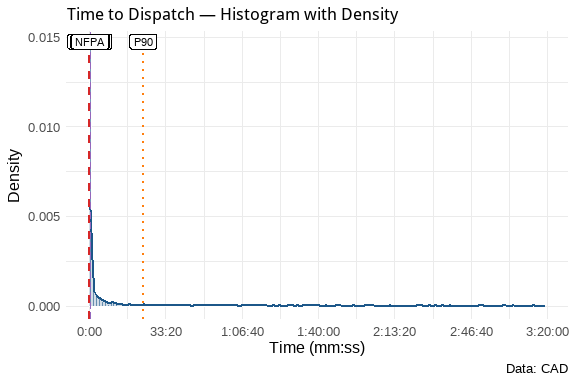 Time to Dispatch — Histogram with Density
0.015
NFPA
P90
0.010
Density
0.005
0.000
0:00
33:20
1:06:40
1:40:00
2:13:20
2:46:40
3:20:00
Time (mm:ss)
Data: CAD